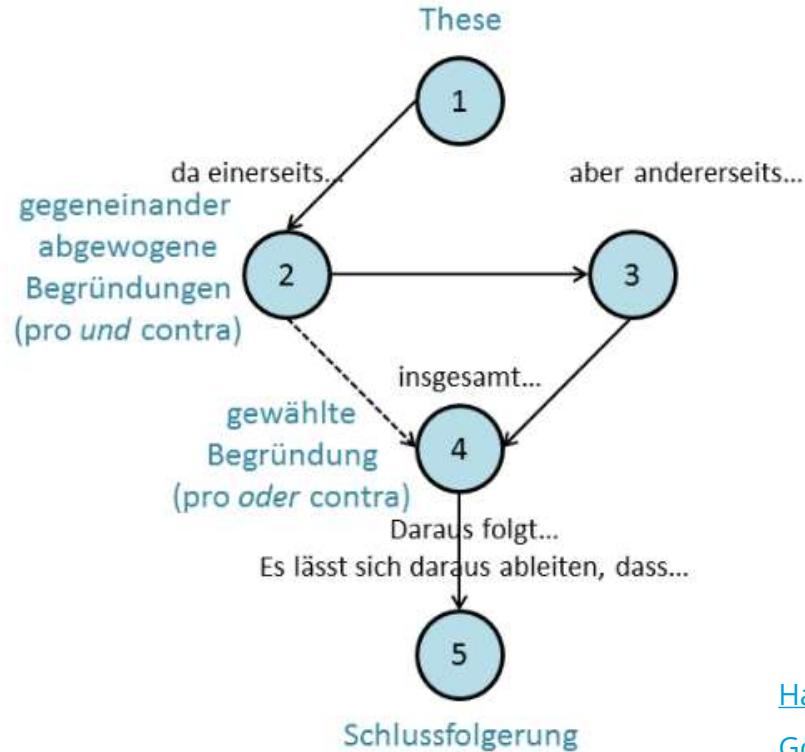 These
1
da einerseits...
aber andererseits...
gegeneinander
abgewogene
Begründungen
(pro und contra)
2
3
insgesamt...
gewählte
Begründung
(pro oder contra)
4
Daraus folgt...
Es lässt sich daraus ableiten, dass...
5
Schlussfolgerung